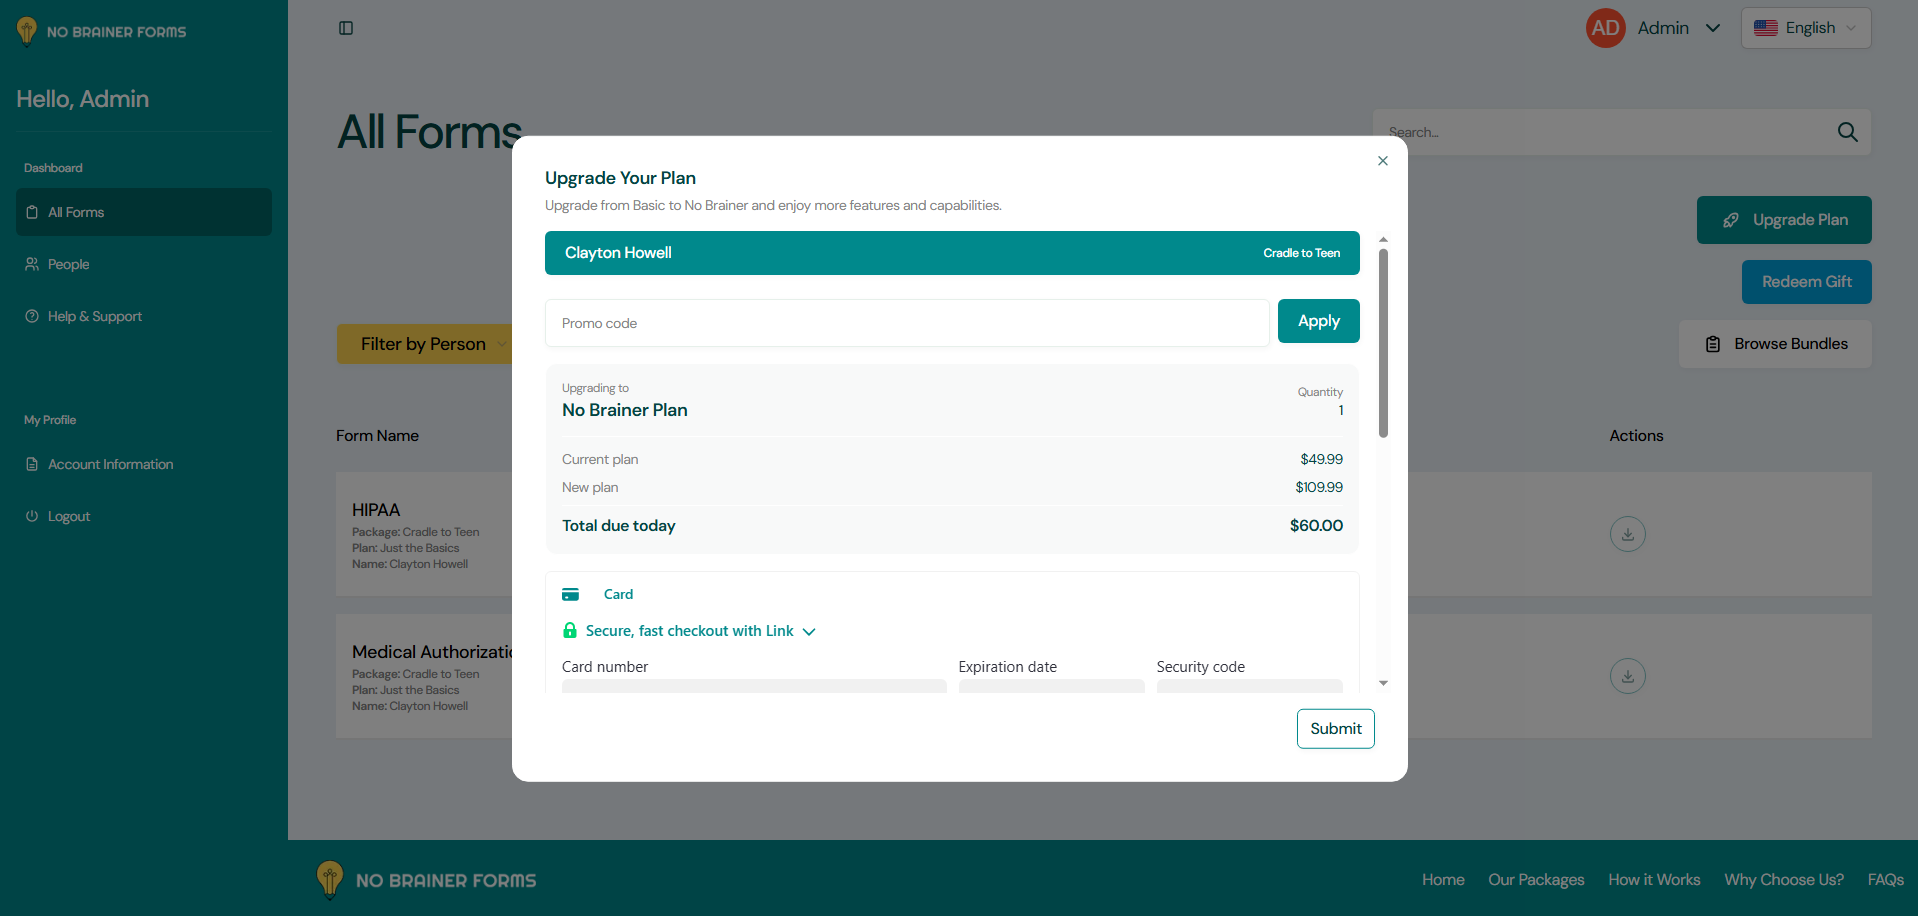 NO BRAINER FORMS
Hello, Admin
Dashboard
All Forms
People
Help & Support
My Profile
Account Information
Logout
AD Admin
English
All Forms
Search...
Upgrade Plan
Redeem Gift
Browse Bundles
Filter by Person
Form Name
Actions
HIPAA
Package: Cradle to Teen
Plan: Just the Basics
Name: Clayton Howell
Medical Authorizatio
Package: Cradle to Teen
Plan: Just the Basics
Name: Clayton Howell
Upgrade Your Plan
Upgrade from Basic to No Brainer and enjoy more features and capabilities.
Clayton Howell
Cradle to Teen
Promo code
Apply
Upgrading to
No Brainer Plan
Quantity
1
Current plan
$49.99
New plan
$109.99
Total due today
$60.00
Card
Secure, fast checkout with Link
Card number
Expiration date
Security code
Submit
NO BRAINER FORMS
Home
Our Packages
How it Works
Why Choose Us?
FAQs